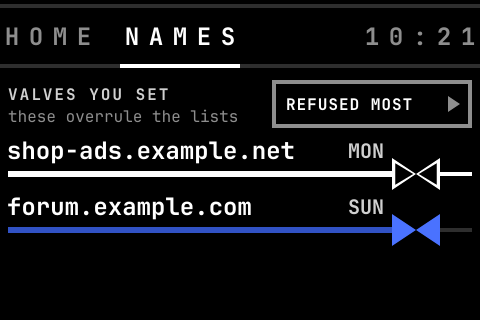 HOME NAMES 10:21
VALVES YOU SET
these overrule the lists
REFUSED MOST
shop-ads.example.net MON
forum.example.com SUN